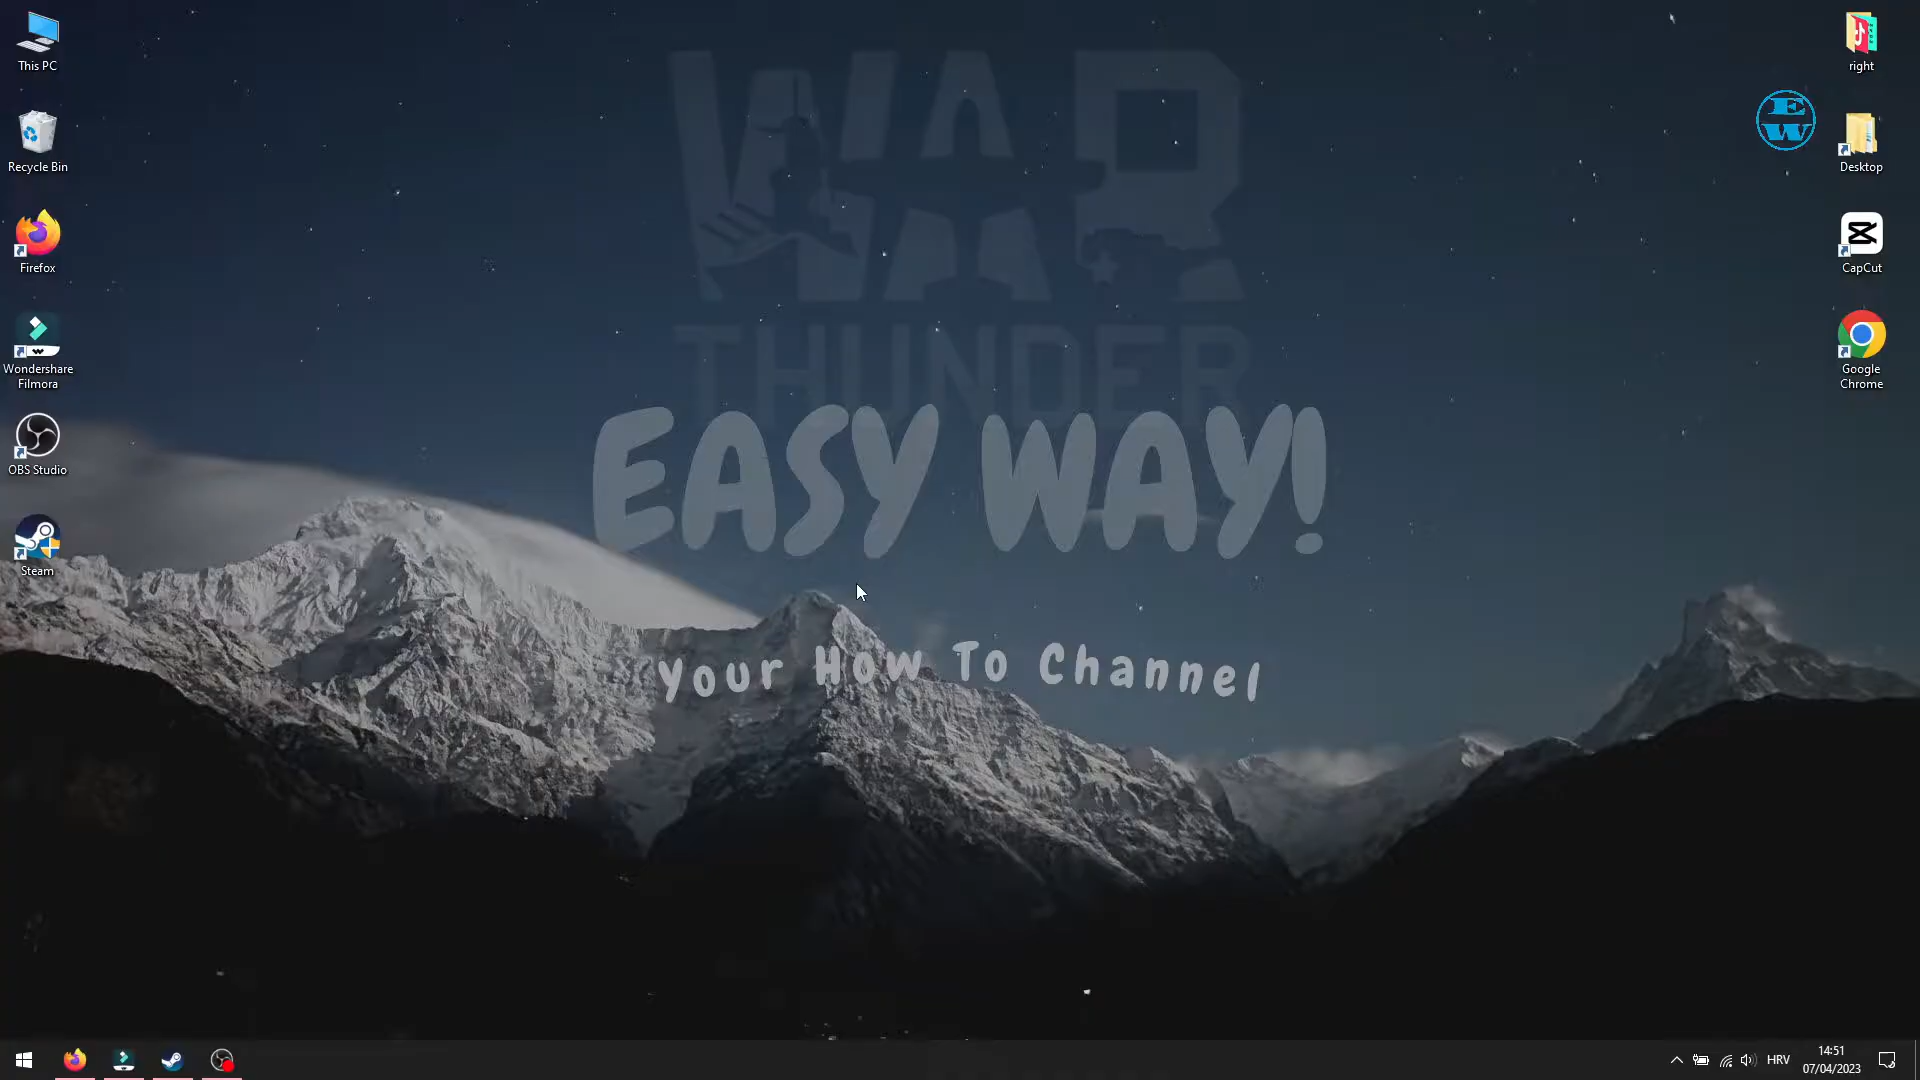 This PC
Recycle Bin
Firefox
Wondershare
Filmora
OBS Studio
Steam
WAR
THUNDER
EASY WAY!
Your How To Channel
right
EW
Desktop
CapCut
Google
Chrome
HRV
14:51
07/04/2023